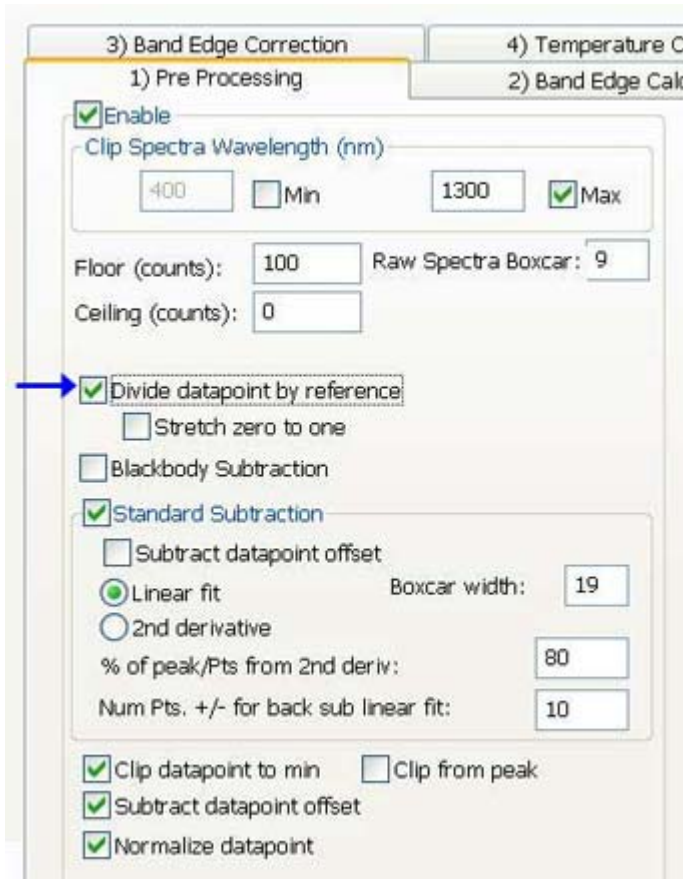 3) Band Edge Correction 4) Temperature C
1) Pre Processing 2) Band Edge Calc
Enable
Clip Spectra Wavelength (nm)
400 Min 1300 Max
Floor (counts): 100 Raw Spectra Boxcar: 9
Ceiling (counts): 0
Divide datapoint by reference
Stretch zero to one
Blackbody Subtraction
Standard Subtraction
Subtract datapoint offset
Linear fit Boxcar width: 19
2nd derivative
% of peak/Pts from 2nd deriv: 80
Num Pts. +/- for back sub linear fit: 10
Clip datapoint to min Clip from peak
Subtract datapoint offset
Normalize datapoint